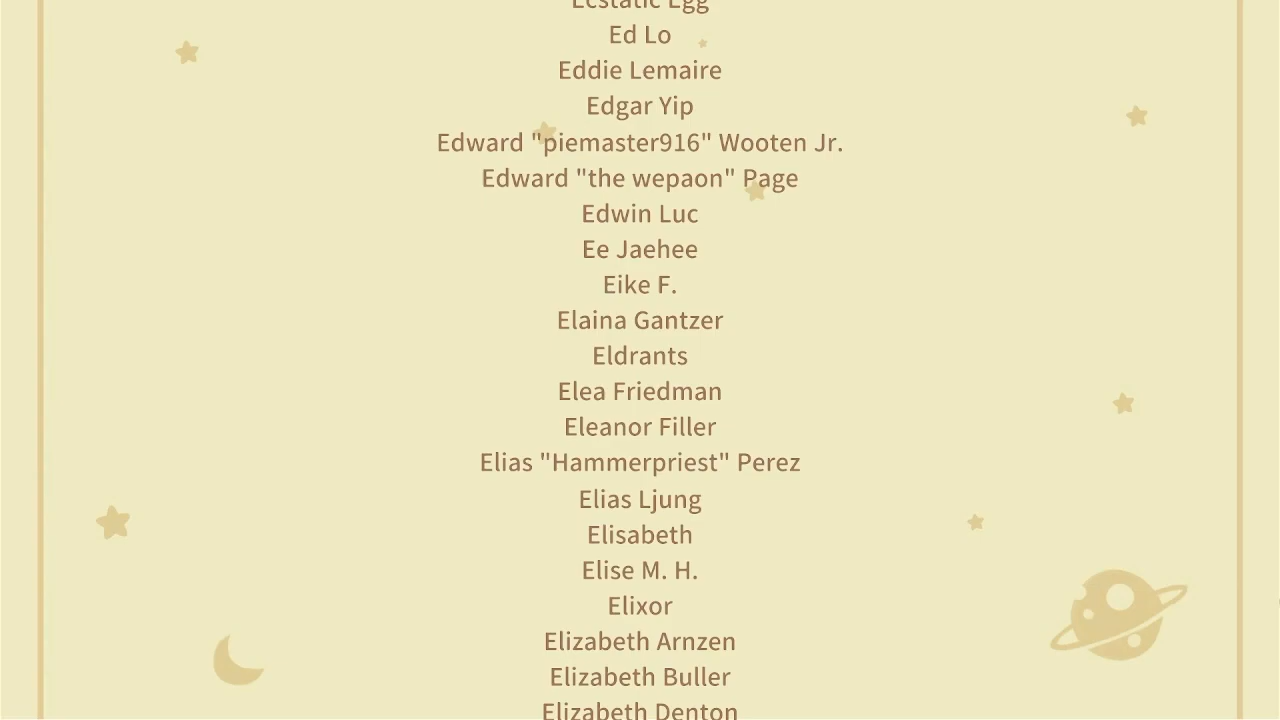 Ecstatic Egg
Ed Lo
Eddie Lemaire
Edgar Yip
Edward "piemaster916" Wooten Jr.
Edward "the wepaon" Page
Edwin Luc
Ee Jaehee
Eike F.
Elaina Gantzer
Eldrants
Elea Friedman
Eleanor Filler
Elias "Hammerpriest" Perez
Elias Ljung
Elisabeth
Elise M. H.
Elixor
Elizabeth Arnzen
Elizabeth Buller
Elizabeth Denton